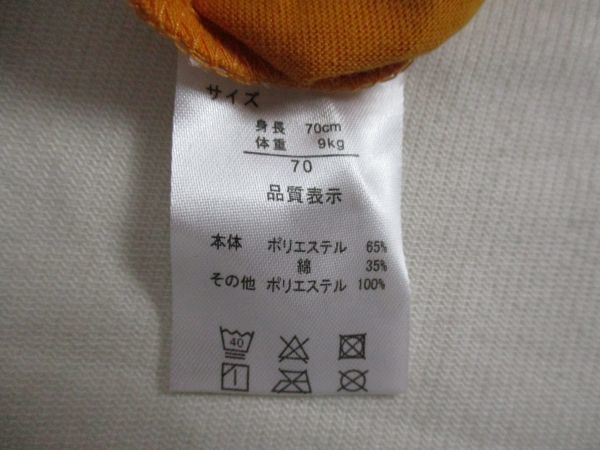 サイズ
身長 70cm
体重 9kg
70
品質表示
本体 ポリエステル 65%
綿 35%
その他 ポリエステル 100%
40